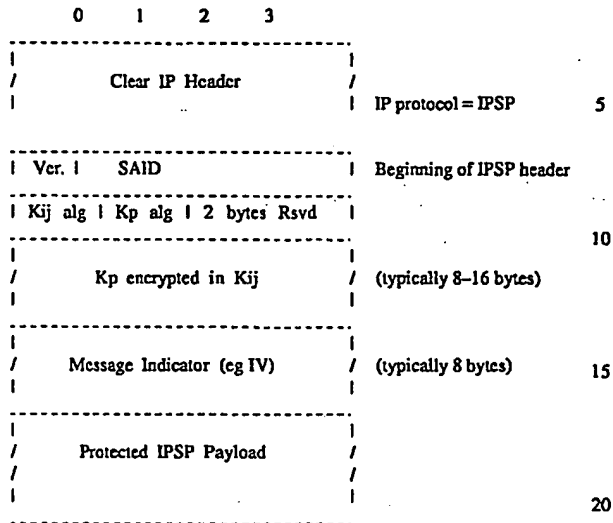 0 1 2 3
Clear IP Header
IP protocol = IPSP 5
Ver. SAID Beginning of IPSP header
Kij alg Kp alg 2 bytes Rsvd
10
Kp encrypted in Kij (typically 8–16 bytes)
Message Indicator (eg IV) (typically 8 bytes) 15
Protected IPSP Payload
20